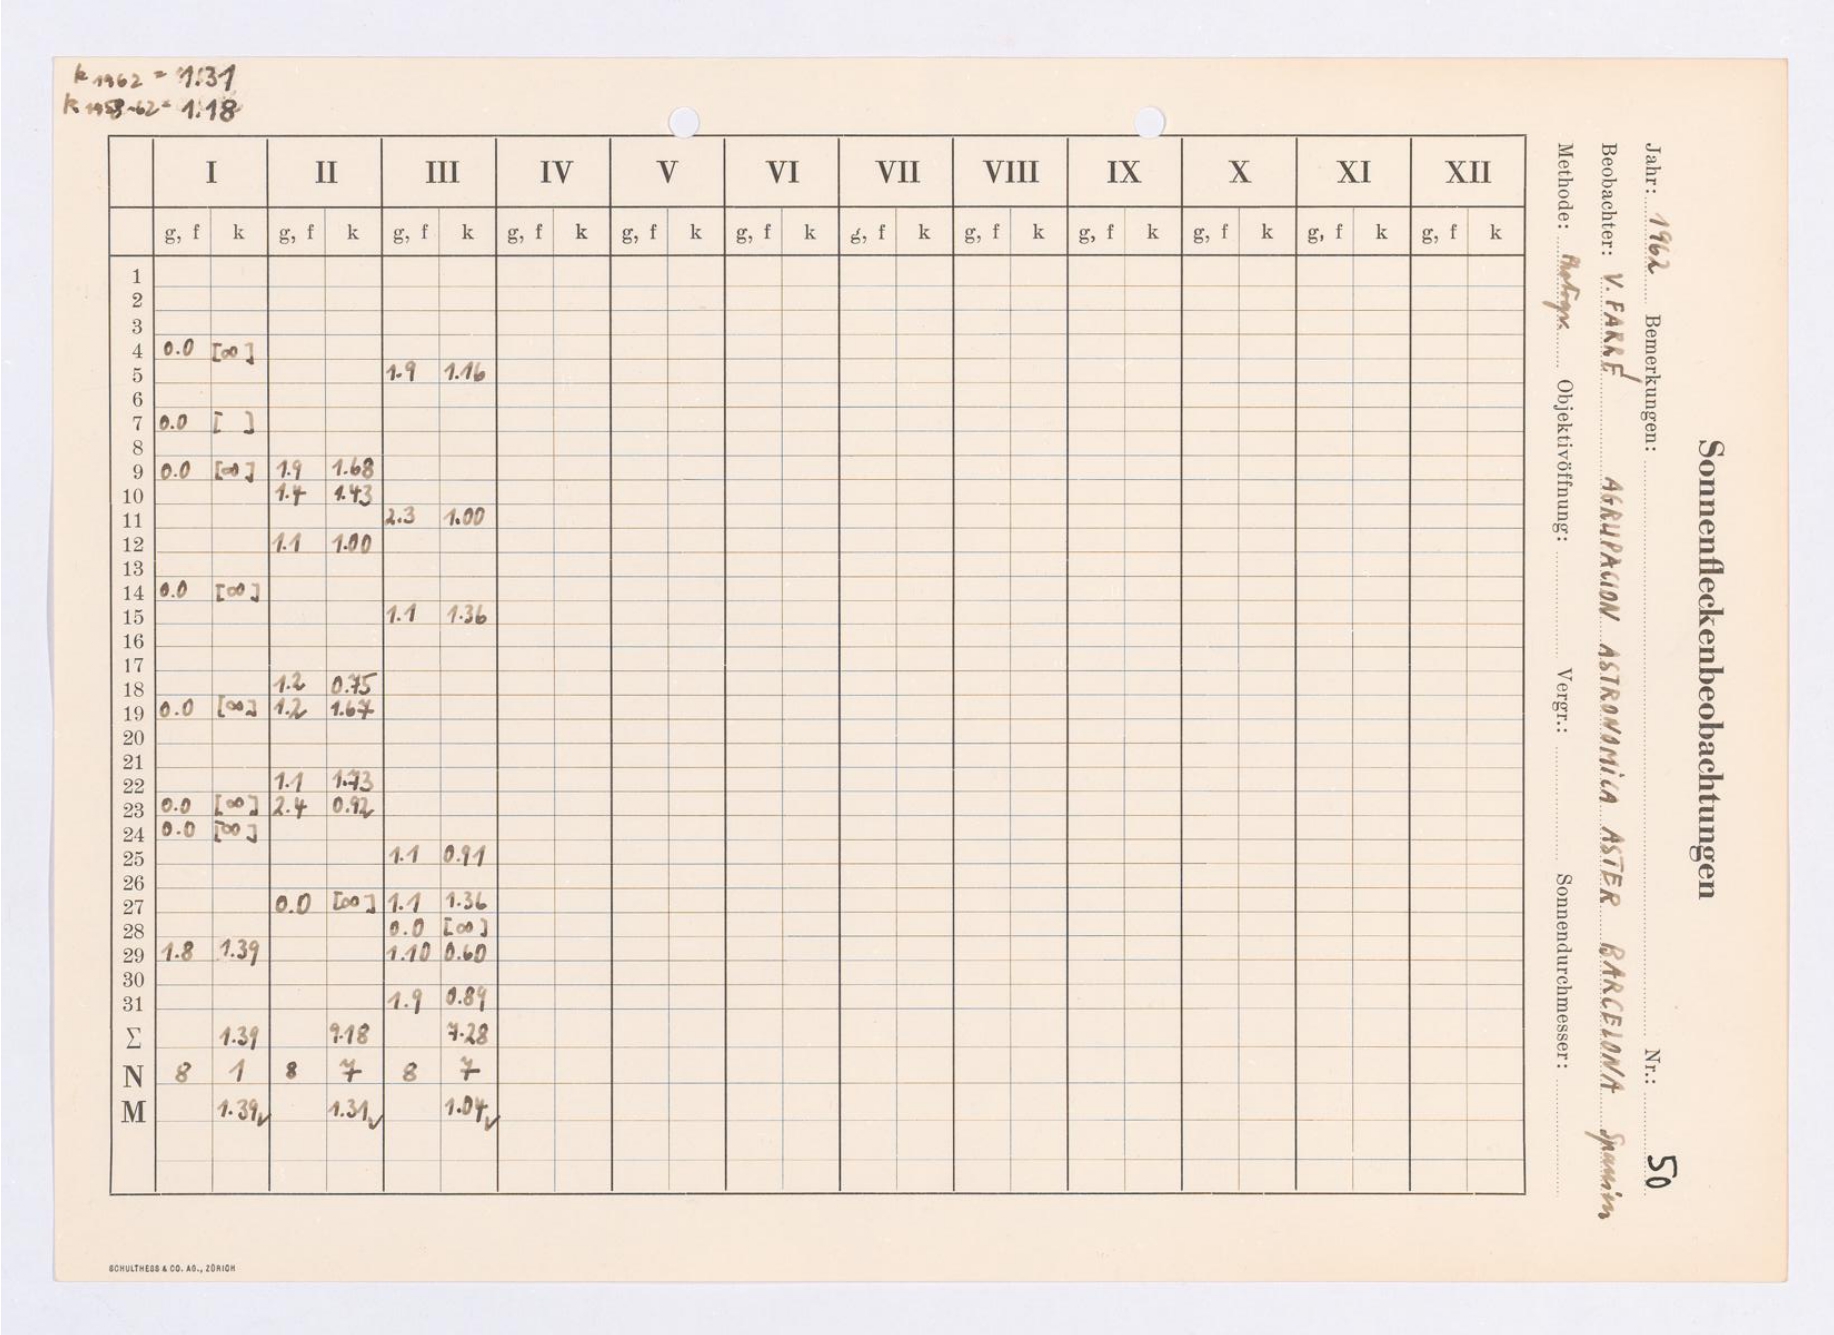 k 1962 = 1.31
k 1958-62 = 1.18
I II III IV V VI VII VIII IX X XI XII
g, f k g, f k g, f k g, f k g, f k g, f k g, f k g, f k g, f k g, f k g, f k g, f k
1
2
3
4 0.0 [∞]
5 1.9 1.16
6
7 0.0 [ ]
8
9 0.0 [∞] 1.9 1.68
10 1.4 1.43
11 2.3 1.00
12 1.1 1.00
13
14 0.0 [∞]
15 1.1 1.36
16
17
18 1.2 0.75
19 0.0 [∞] 1.2 1.67
20
21
22 1.1 1.73
23 0.0 [∞] 2.4 0.92
24 0.0 [∞]
25 1.1 0.91
26
27 0.0 [∞] 1.1 1.36
28 0.0 [∞]
29 1.8 1.39 1.10 0.60
30
31 1.9 0.89
Σ 1.39 9.18 7.28
N 8 1 8 7 8 7
M 1.39 1.31 1.04
SCHULTHESS & CO. AG., ZÜRICH
Sonnenfleckenbeobachtungen
Jahr: 1962 Bemerkungen: Nr.: 50
Beobachter: V. FARRÉ AGRUPACION ASTRONOMiCA ASTER BARCELONA Spanien
Methode: Photogr. Objektivöffnung: Vergr.: Sonnendurchmesser: